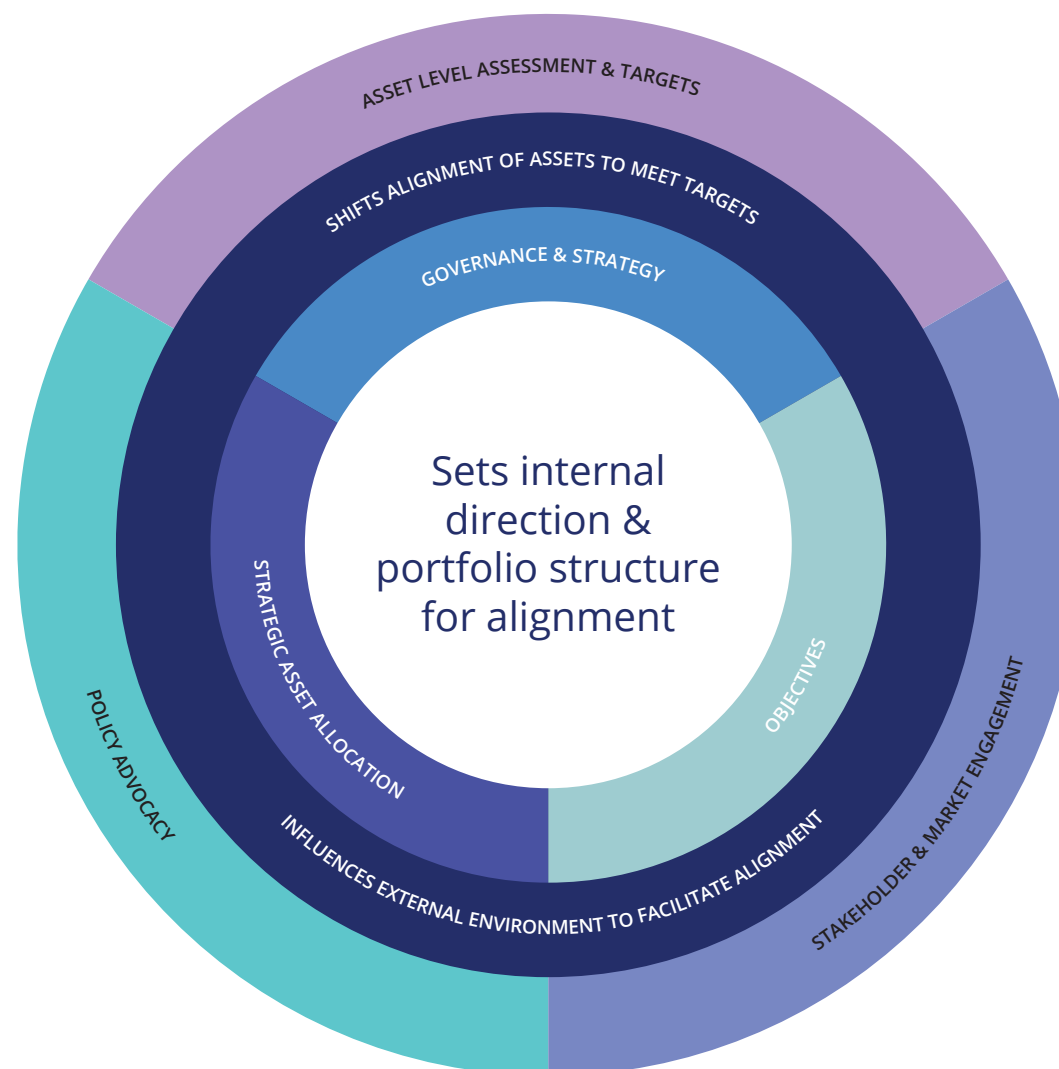 ASSET LEVEL ASSESSMENT & TARGETS
SHIFTS ALIGNMENT OF ASSETS TO MEET TARGETS
GOVERNANCE & STRATEGY
Sets internal
direction &
portfolio structure
for alignment
STRATEGIC ASSET ALLOCATION
OBJECTIVES
INFLUENCES EXTERNAL ENVIRONMENT TO FACILITATE ALIGNMENT
POLICY ADVOCACY
STAKEHOLDER & MARKET ENGAGEMENT